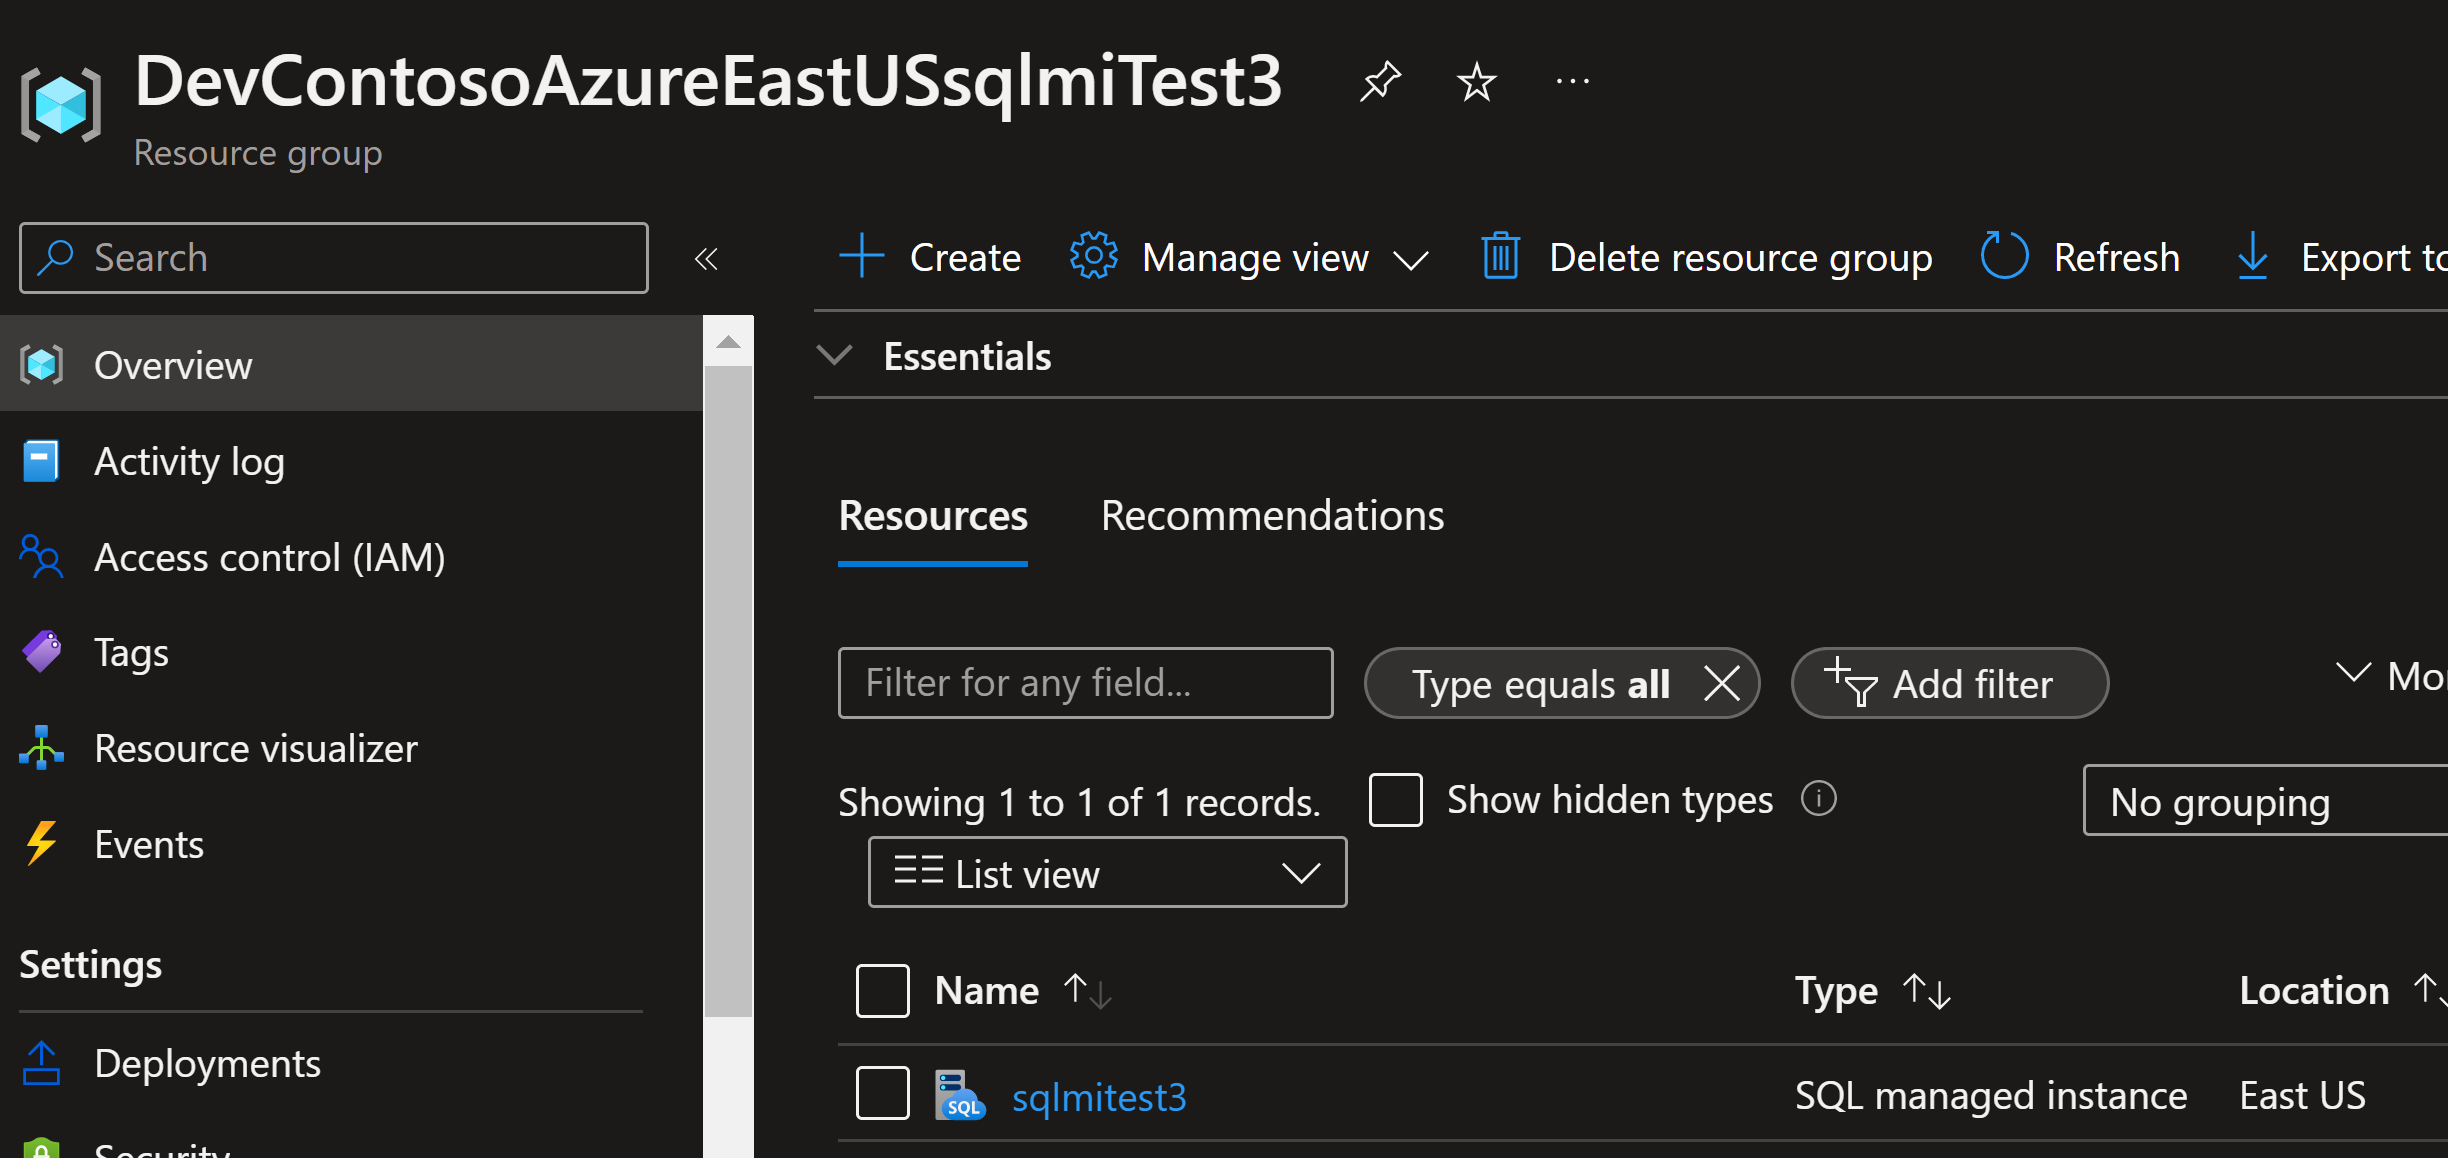 DevContosoAzureEastUSsqlmiTest3
Resource group
Search
Create
Manage view
Delete resource group
Refresh
Export to
Overview
Activity log
Access control (IAM)
Tags
Resource visualizer
Events
Settings
Deployments
Security
Essentials
Resources
Recommendations
Filter for any field...
Type equals all
Add filter
Showing 1 to 1 of 1 records.
Show hidden types
No grouping
List view
Name
Type
Location
SQL
sqlmitest3
SQL managed instance
East US